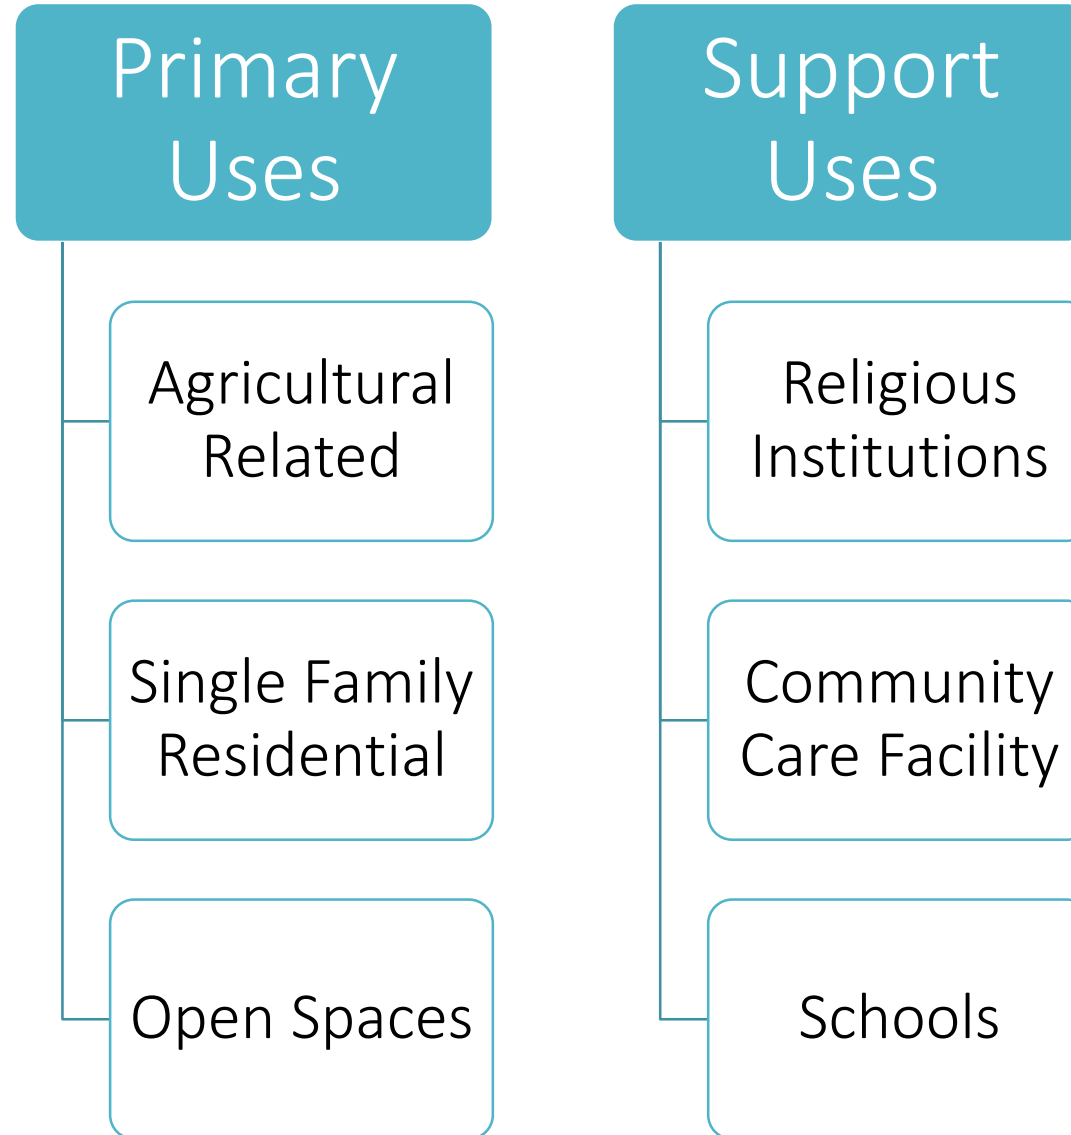 Primary
Uses
Agricultural
Related
Single Family
Residential
Open Spaces
Support
Uses
Religious
Institutions
Community
Care Facility
Schools